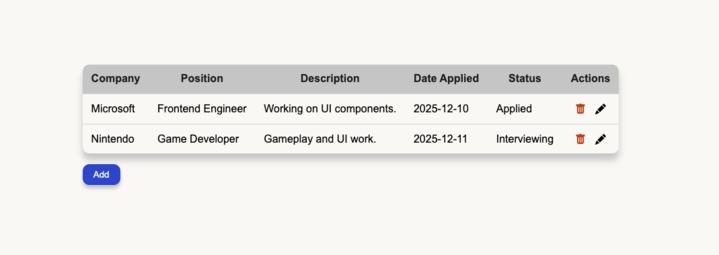 Company Position Description Date Applied Status Actions
Microsoft Frontend Engineer Working on UI components. 2025-12-10 Applied
Nintendo Game Developer Gameplay and UI work. 2025-12-11 Interviewing
Add